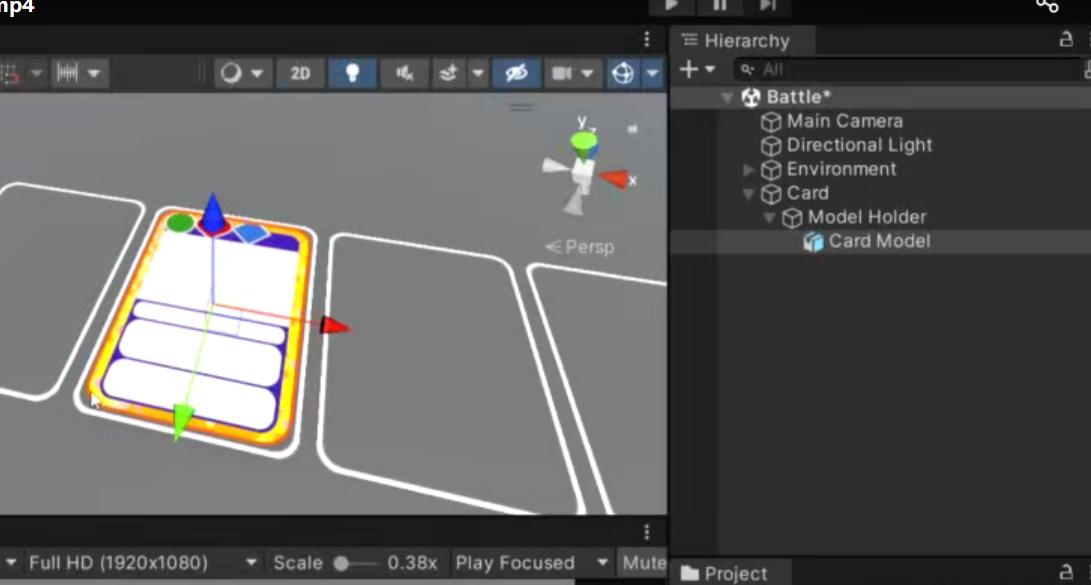 mp4
Hierarchy
2D
All
Battle*
Main Camera
Directional Light
Environment
Card
Model Holder
Card Model
y
z
x
Persp
Full HD (1920x1080)
Scale
0.38x
Play Focused
Mute
Project